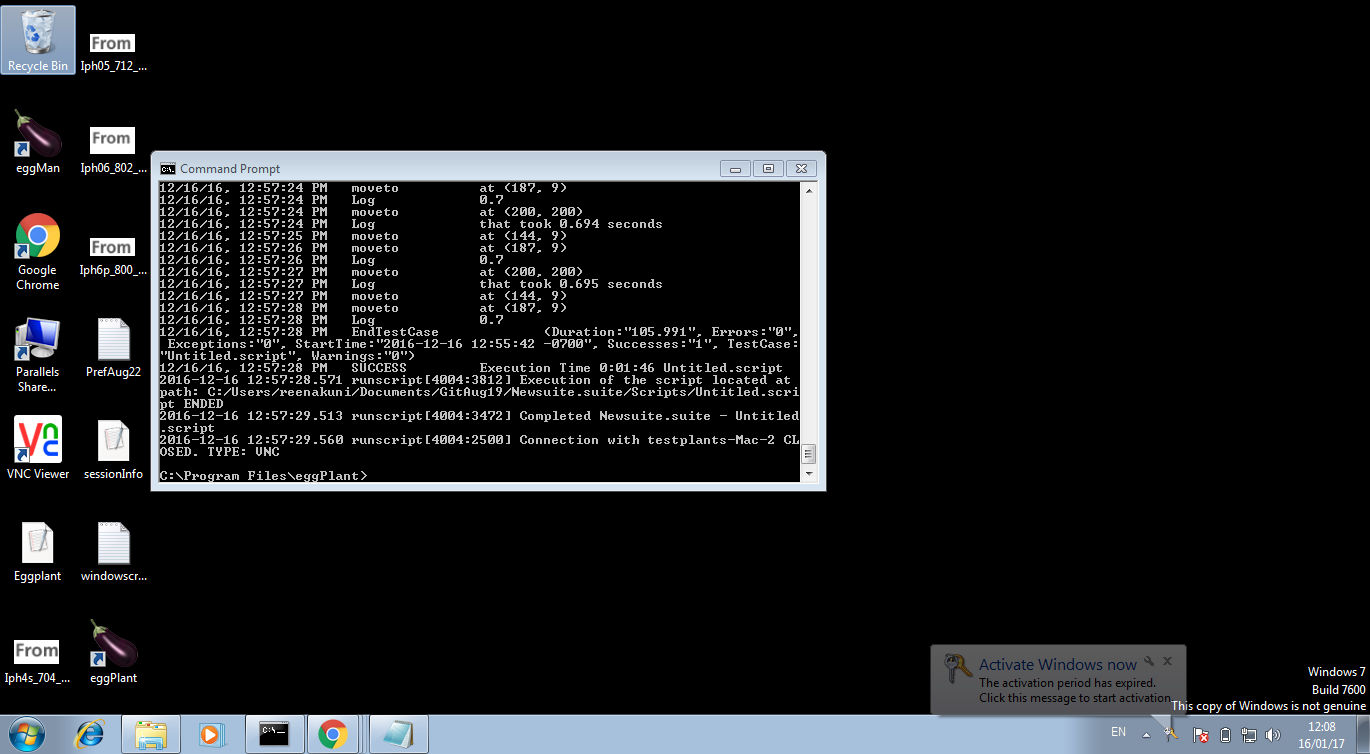 Recycle Bin
From
Iph05_712_...
eggMan
From
Iph06_802_...
Google
Chrome
From
Iph6p_800_...
Parallels
Share...
PrefAug22
VNC Viewer
sessionInfo
Eggplant
windowscr...
From
Iph4s_704_...
eggPlant
Command Prompt
12/16/16, 12:57:24 PM moveto at (187, 9)
12/16/16, 12:57:24 PM Log 0.7
12/16/16, 12:57:24 PM moveto at (200, 200)
12/16/16, 12:57:24 PM Log that took 0.694 seconds
12/16/16, 12:57:25 PM moveto at (144, 9)
12/16/16, 12:57:26 PM moveto at (187, 9)
12/16/16, 12:57:26 PM Log 0.7
12/16/16, 12:57:27 PM moveto at (200, 200)
12/16/16, 12:57:27 PM Log that took 0.695 seconds
12/16/16, 12:57:27 PM moveto at (144, 9)
12/16/16, 12:57:28 PM moveto at (187, 9)
12/16/16, 12:57:28 PM Log 0.7
12/16/16, 12:57:28 PM EndTestCase (Duration:"105.991", Errors:"0",
Exceptions:"0", StartTime:"2016-12-16 12:55:42 -0700", Successes:"1", TestCase:
"Untitled.script", Warnings:"0")
12/16/16, 12:57:28 PM SUCCESS Execution Time 0:01:46 Untitled.script
2016-12-16 12:57:28.571 runscript[4004:3812] Execution of the script located at
path: C:/Users/reenakuni/Documents/GitAug19/Newsuite.suite/Scripts/Untitled.scri
pt ENDED
2016-12-16 12:57:29.513 runscript[4004:3472] Completed Newsuite.suite - Untitled
.script
2016-12-16 12:57:29.560 runscript[4004:2500] Connection with testplants-Mac-2 CL
OSED. TYPE: VNC
C:\Program Files\eggPlant>
Activate Windows now
The activation period has expired.
Click this message to start activation.
Windows 7
Build 7600
This copy of Windows is not genuine
EN
12:08
16/01/17